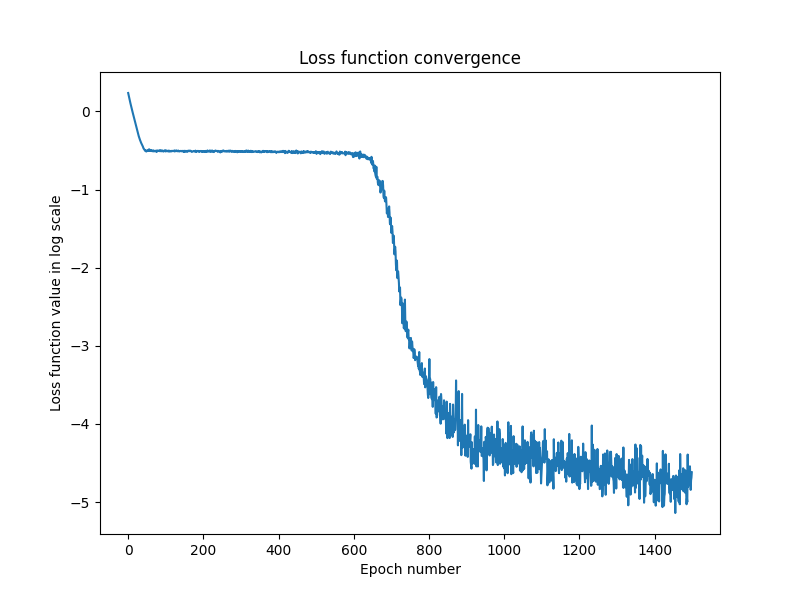 Loss function convergence
Loss function value in log scale
0
−1
−2
−3
−4
−5
0 200 400 600 800 1000 1200 1400
Epoch number